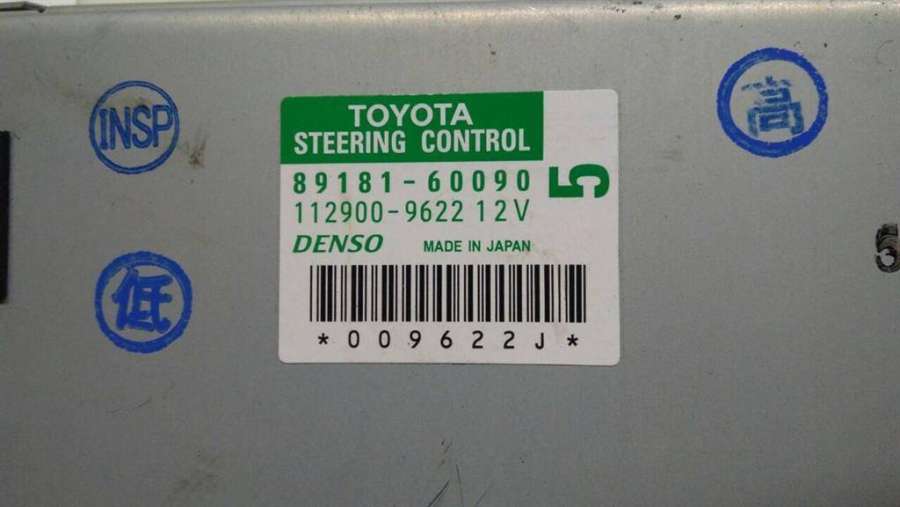 INSP
高
TOYOTA
STEERING CONTROL
89181-60090
5
112900-9622 12V
DENSO MADE IN JAPAN
低
*009622J*